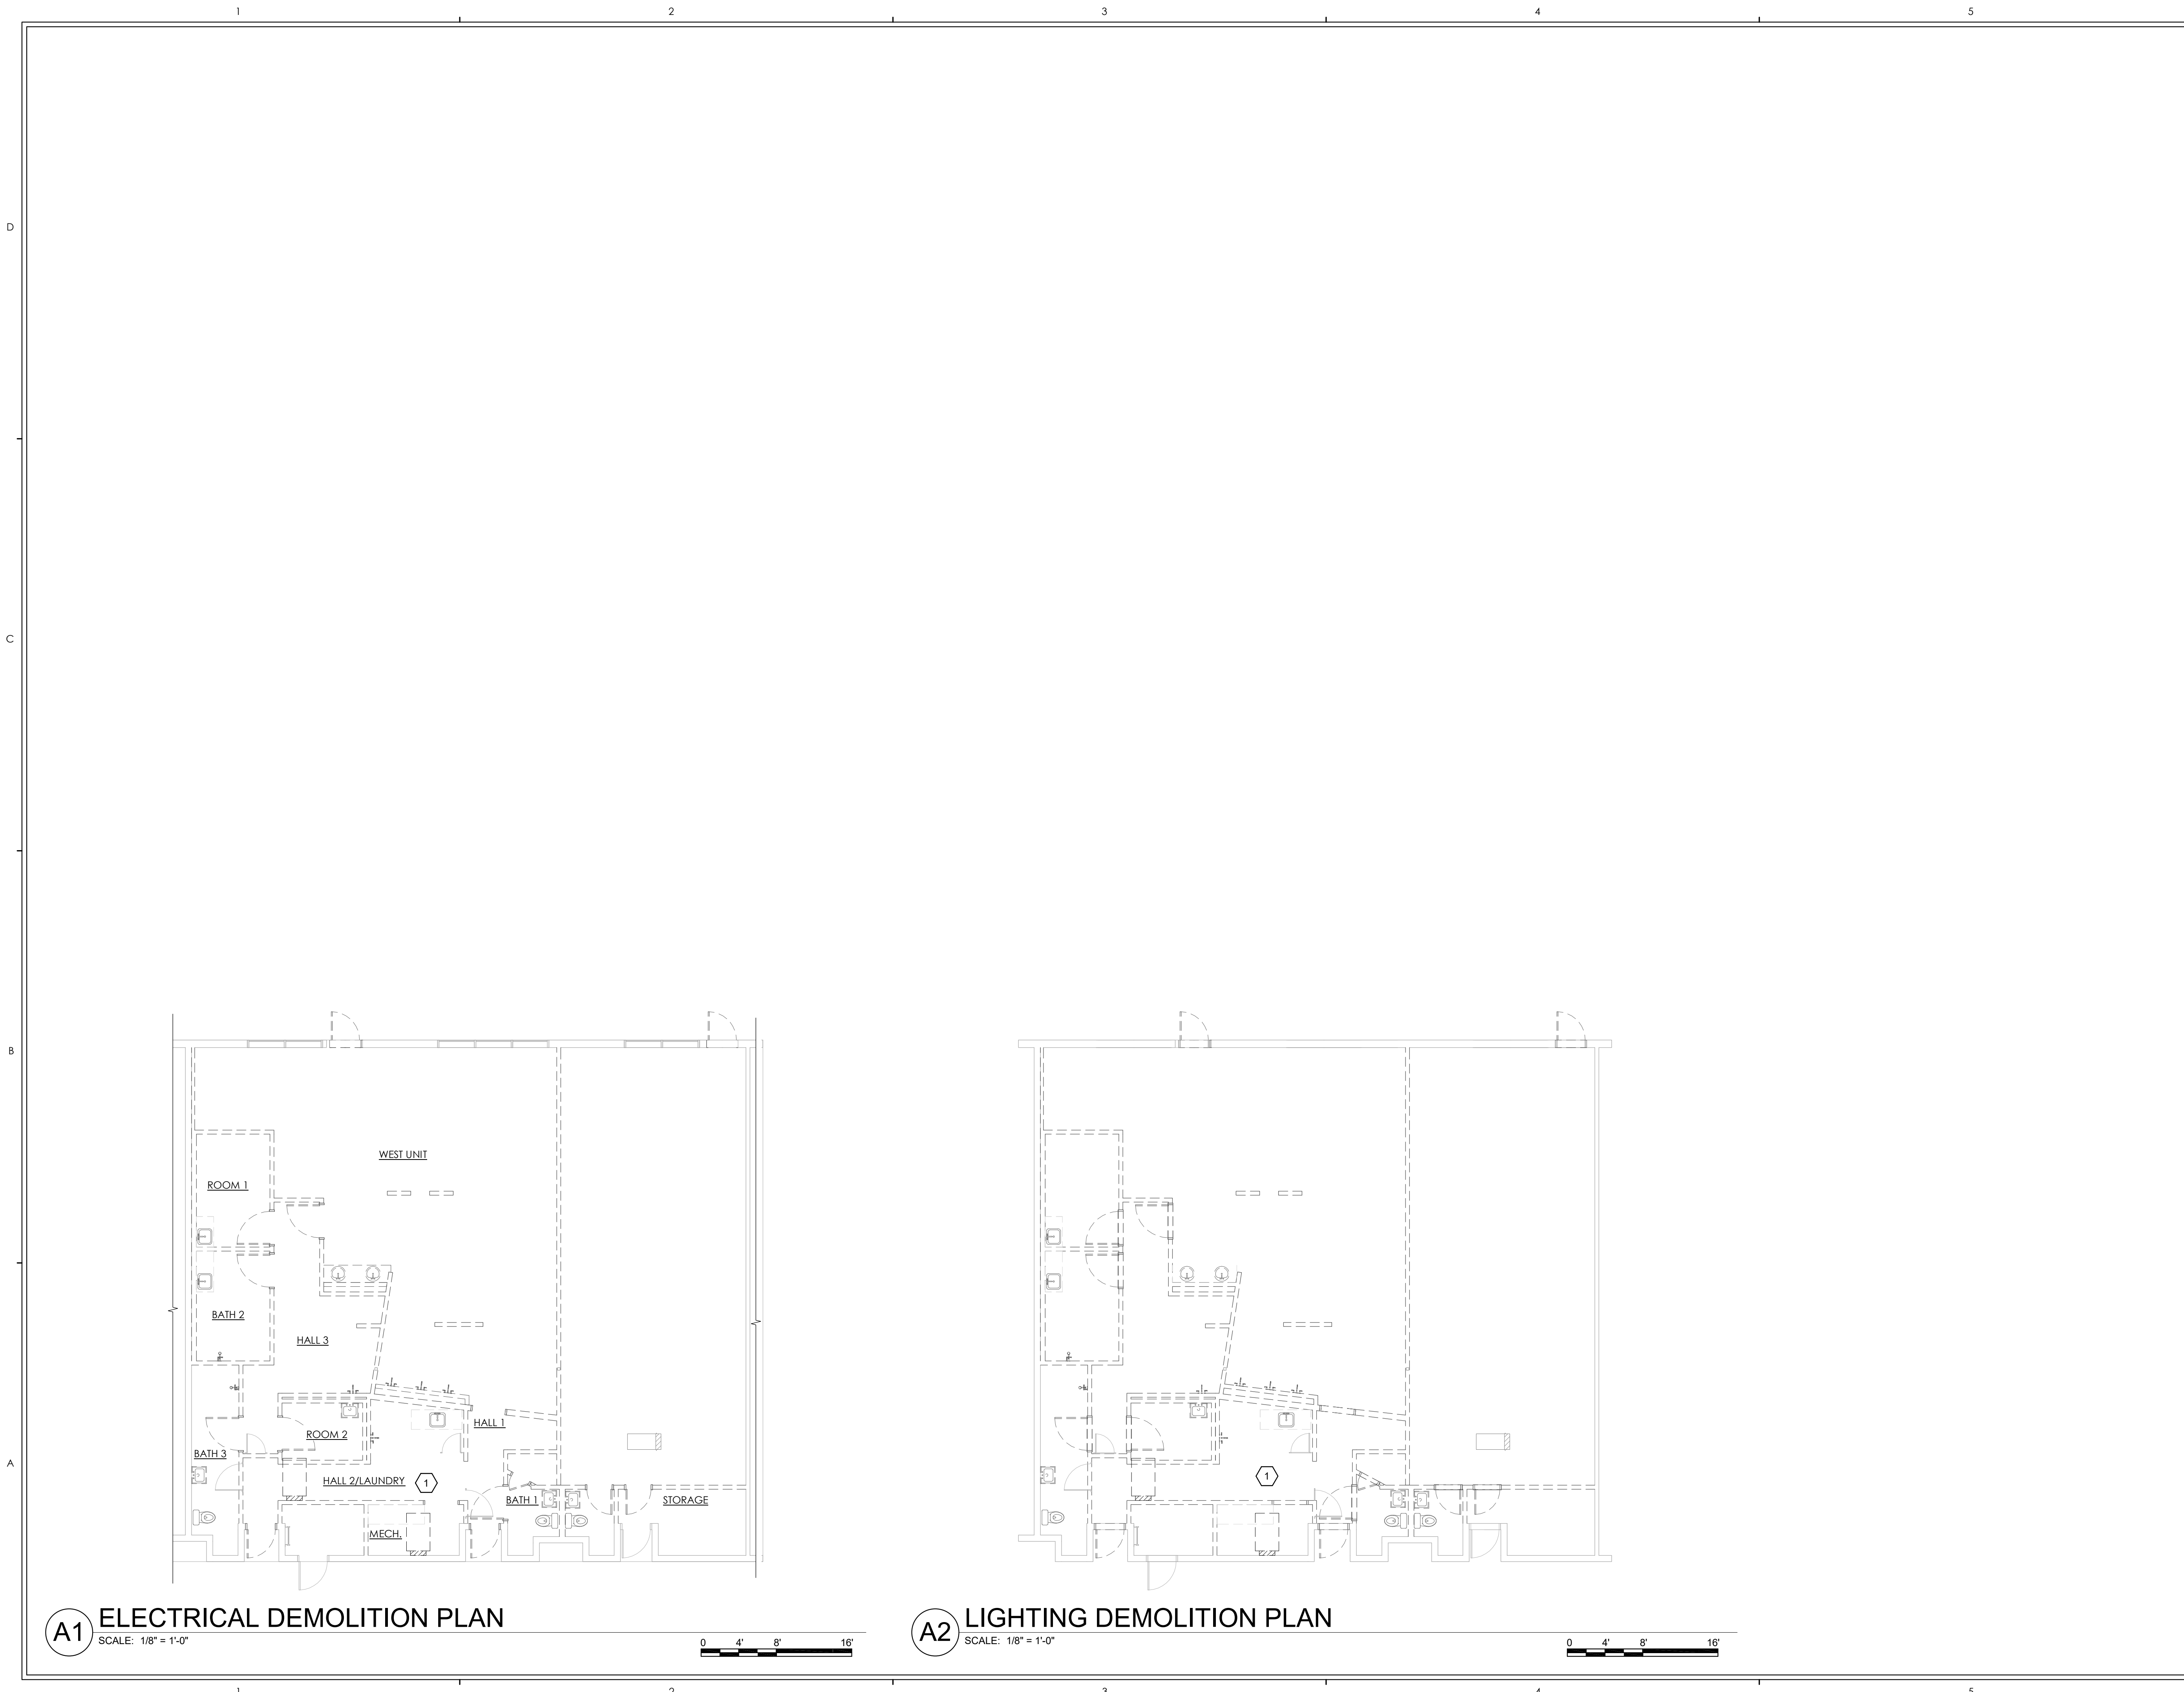 1 2 3 4 5
D
C
B
A
WEST UNIT
ROOM 1
BATH 2
HALL 3
HALL 1
ROOM 2
BATH 3
HALL 2/LAUNDRY 1
BATH 1
STORAGE
MECH.
1
A1 ELECTRICAL DEMOLITION PLAN
SCALE: 1/8" = 1'-0"
0 4' 8' 16'
A2 LIGHTING DEMOLITION PLAN
SCALE: 1/8" = 1'-0"
0 4' 8' 16'
1 2 3 4 5